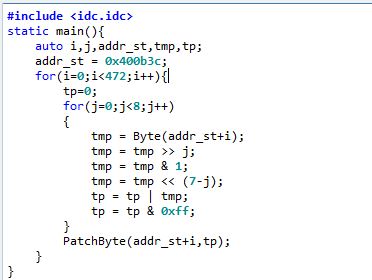 #include <idc.idc>
static main(){
    auto i,j,addr_st,tmp,tp;
    addr_st = 0x400b3c;
    for(i=0;i<472;i++){
        tp=0;
        for(j=0;j<8;j++)
        {
            tmp = Byte(addr_st+i);
            tmp = tmp >> j;
            tmp = tmp & 1;
            tmp = tmp << (7-j);
            tp = tp | tmp;
            tp = tp & 0xff;
        }
        PatchByte(addr_st+i,tp);
    }
}